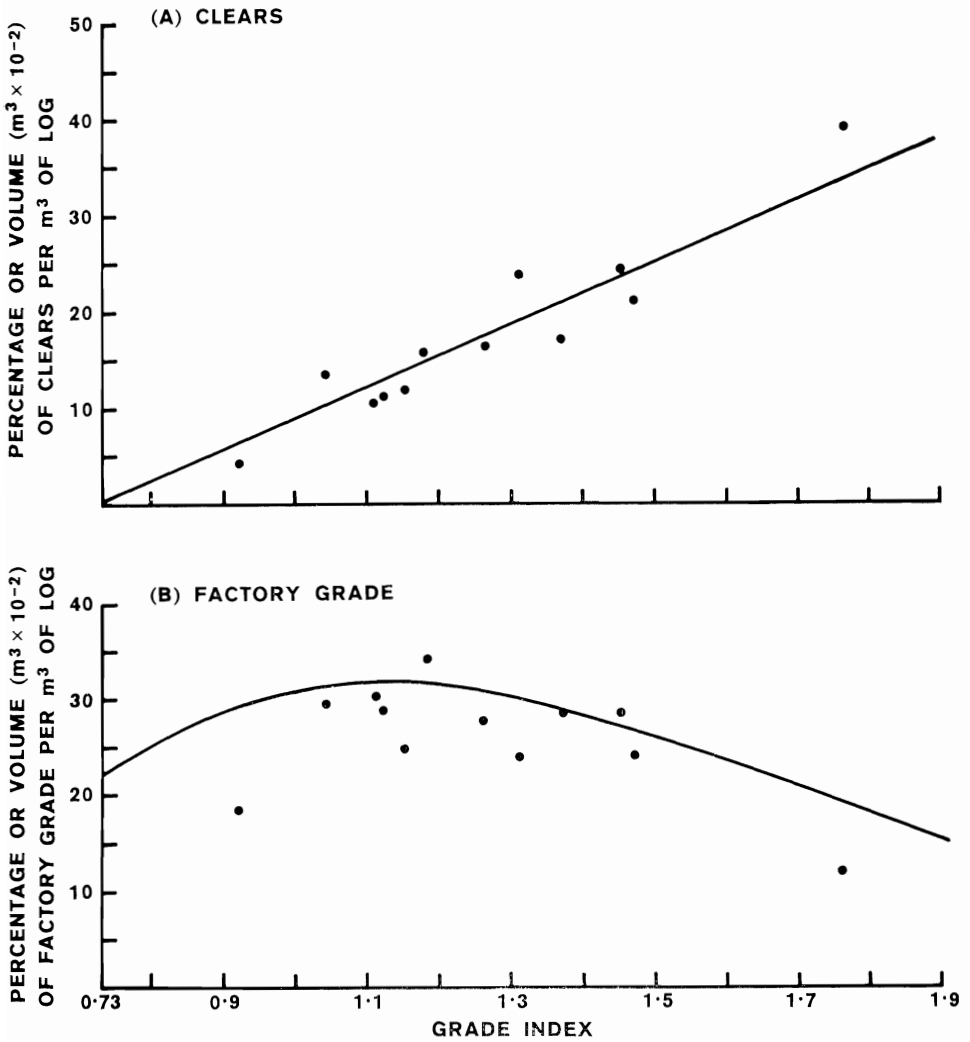 (A) CLEARS
PERCENTAGE OR VOLUME (m³ × 10⁻²)
OF CLEARS PER m³ OF LOG
50
40
30
20
10
(B) FACTORY GRADE
PERCENTAGE OR VOLUME (m³ × 10⁻²)
OF FACTORY GRADE PER m³ OF LOG
40
30
20
10
0·73 0·9 1·1 1·3 1·5 1·7 1·9
GRADE INDEX